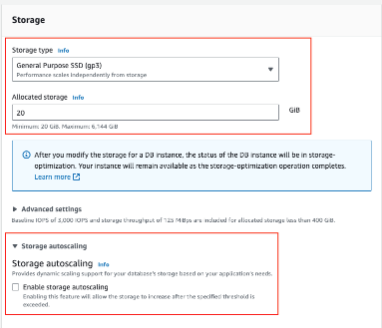 Storage
Storage type Info
General Purpose SSD (gp3)
Performance scales independently from storage
Allocated storage Info
20
GiB
Minimum: 20 GiB. Maximum: 6,144 GiB
After you modify the storage for a DB instance, the status of the DB instance will be in storage-
optimization. Your instance will remain available as the storage-optimization operation completes.
Learn more
Advanced settings
Baseline IOPS of 3,000 IOPS and storage throughput of 125 MiBps are included for allocated storage less than 400 GiB.
Storage autoscaling
Storage autoscaling Info
Provides dynamic scaling support for your database's storage based on your application's needs.
Enable storage autoscaling
Enabling this feature will allow the storage to increase after the specified threshold is
exceeded.